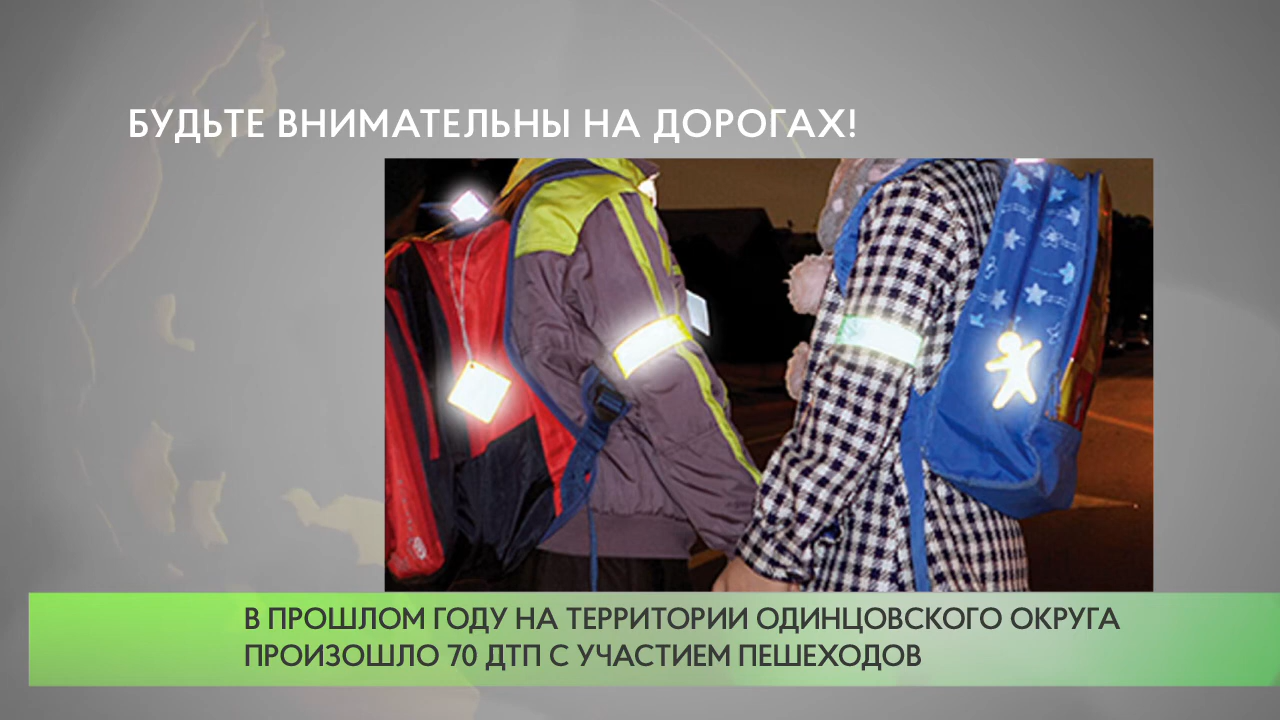 БУДЬТЕ ВНИМАТЕЛЬНЫ НА ДОРОГАХ!
В ПРОШЛОМ ГОДУ НА ТЕРРИТОРИИ ОДИНЦОВСКОГО ОКРУГА
ПРОИЗОШЛО 70 ДТП С УЧАСТИЕМ ПЕШЕХОДОВ